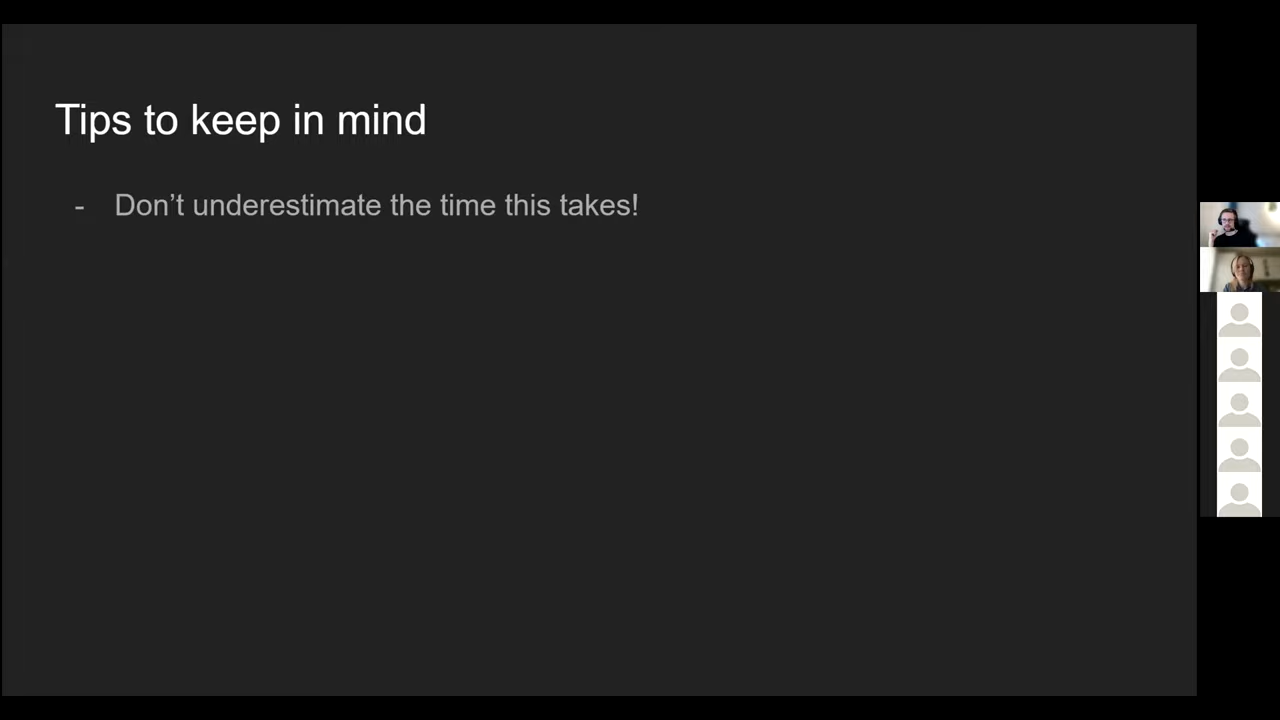 Tips to keep in mind
- Don’t underestimate the time this takes!